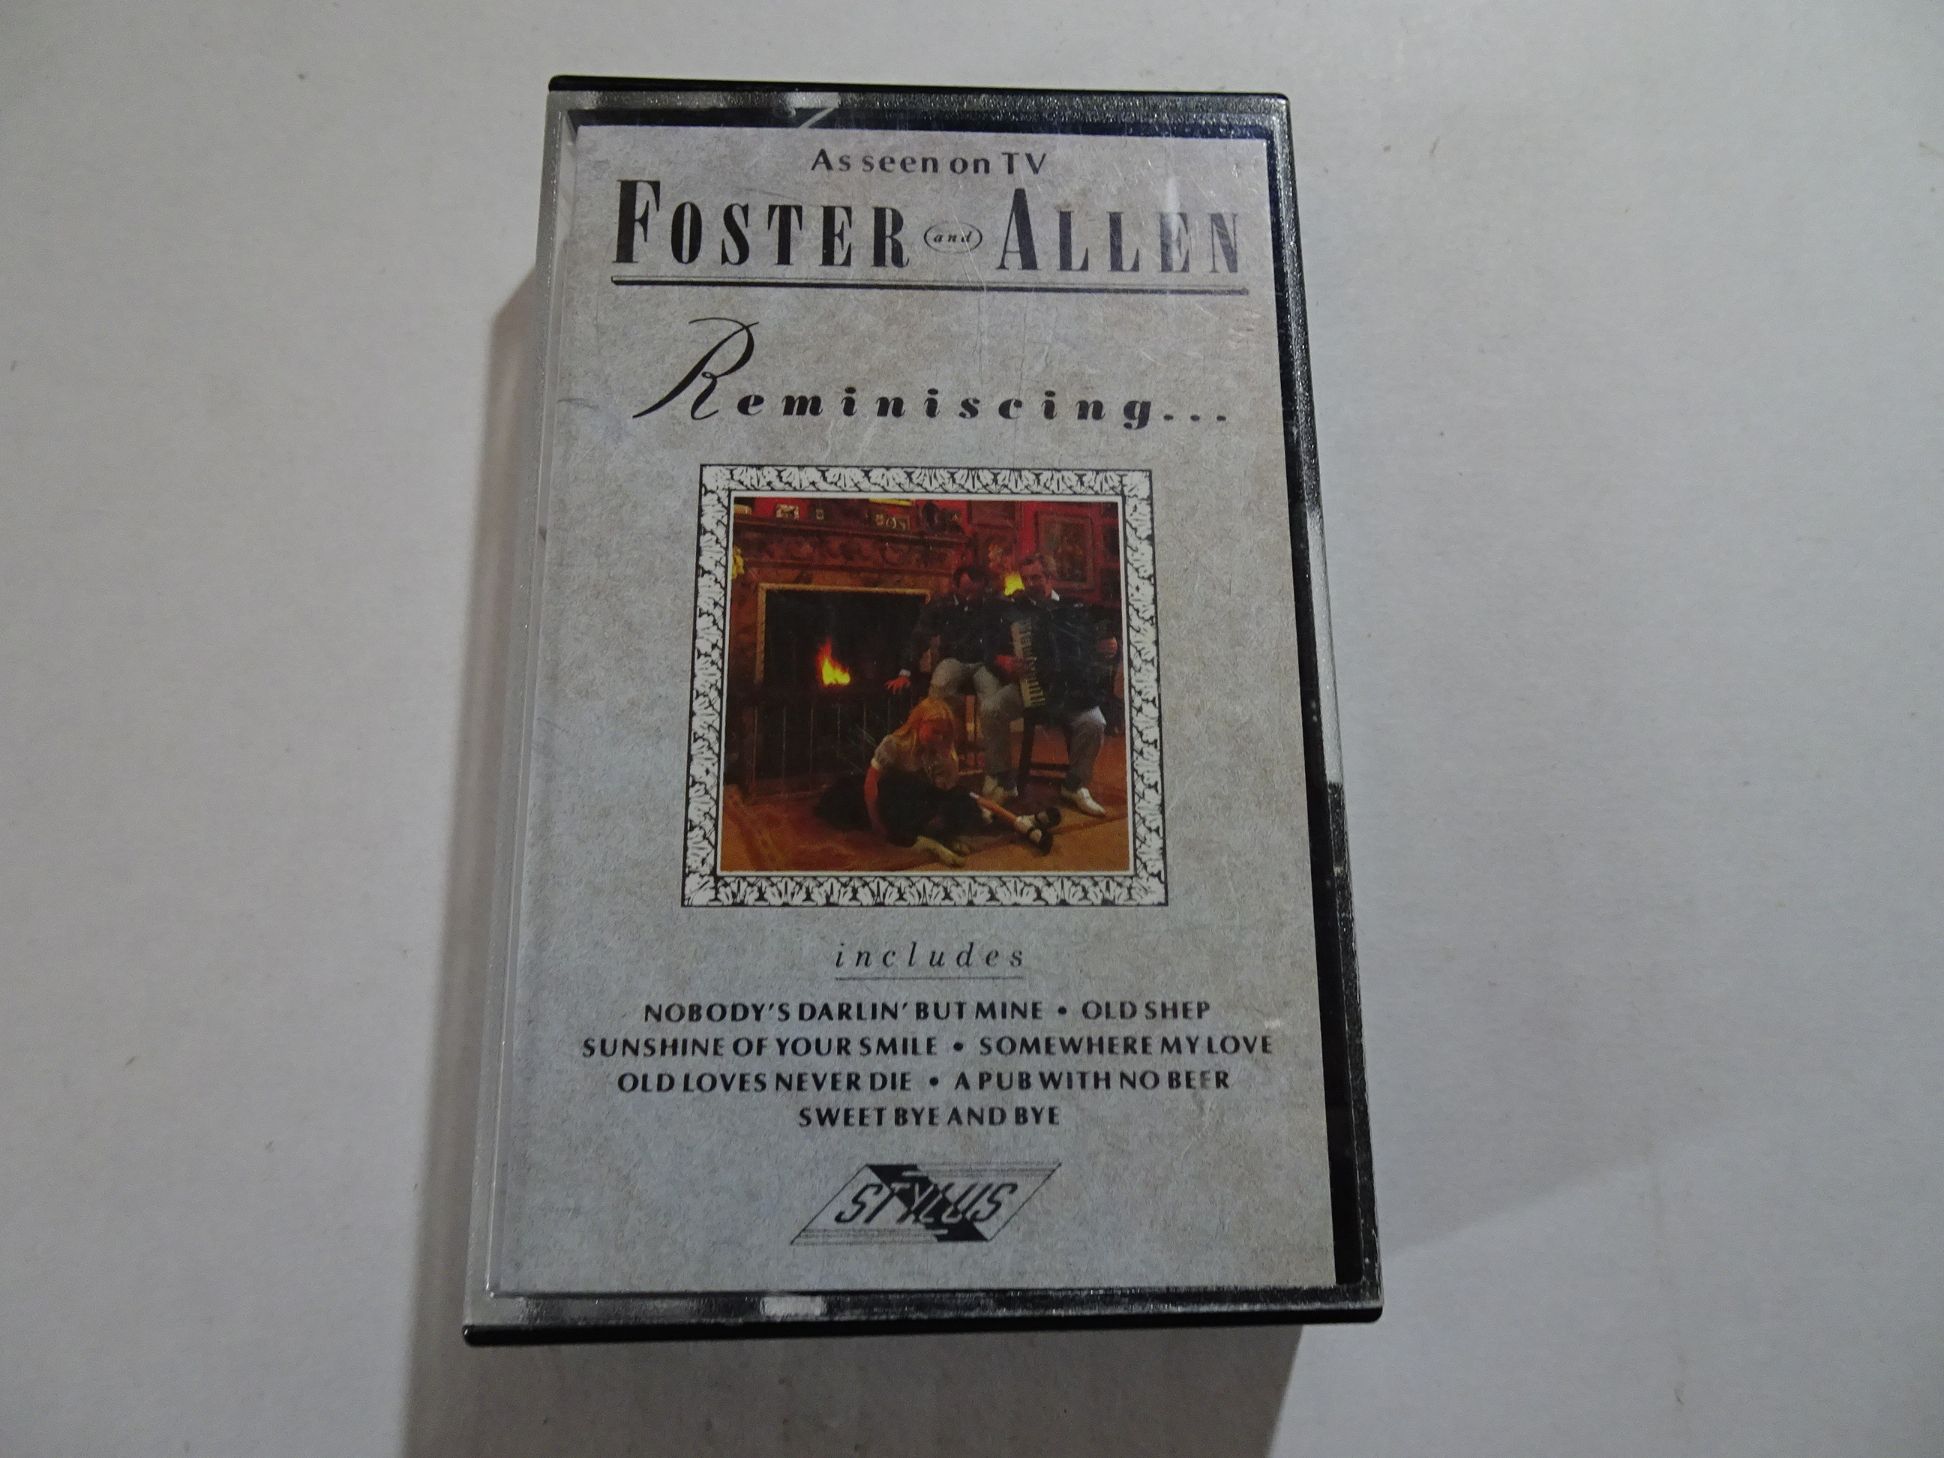 As seen on TV
FOSTER and ALLEN
Reminiscing...
includes
NOBODY'S DARLIN' BUT MINE • OLD SHEP
SUNSHINE OF YOUR SMILE • SOMEWHERE MY LOVE
OLD LOVES NEVER DIE • A PUB WITH NO BEER
SWEET BYE AND BYE
STYLUS